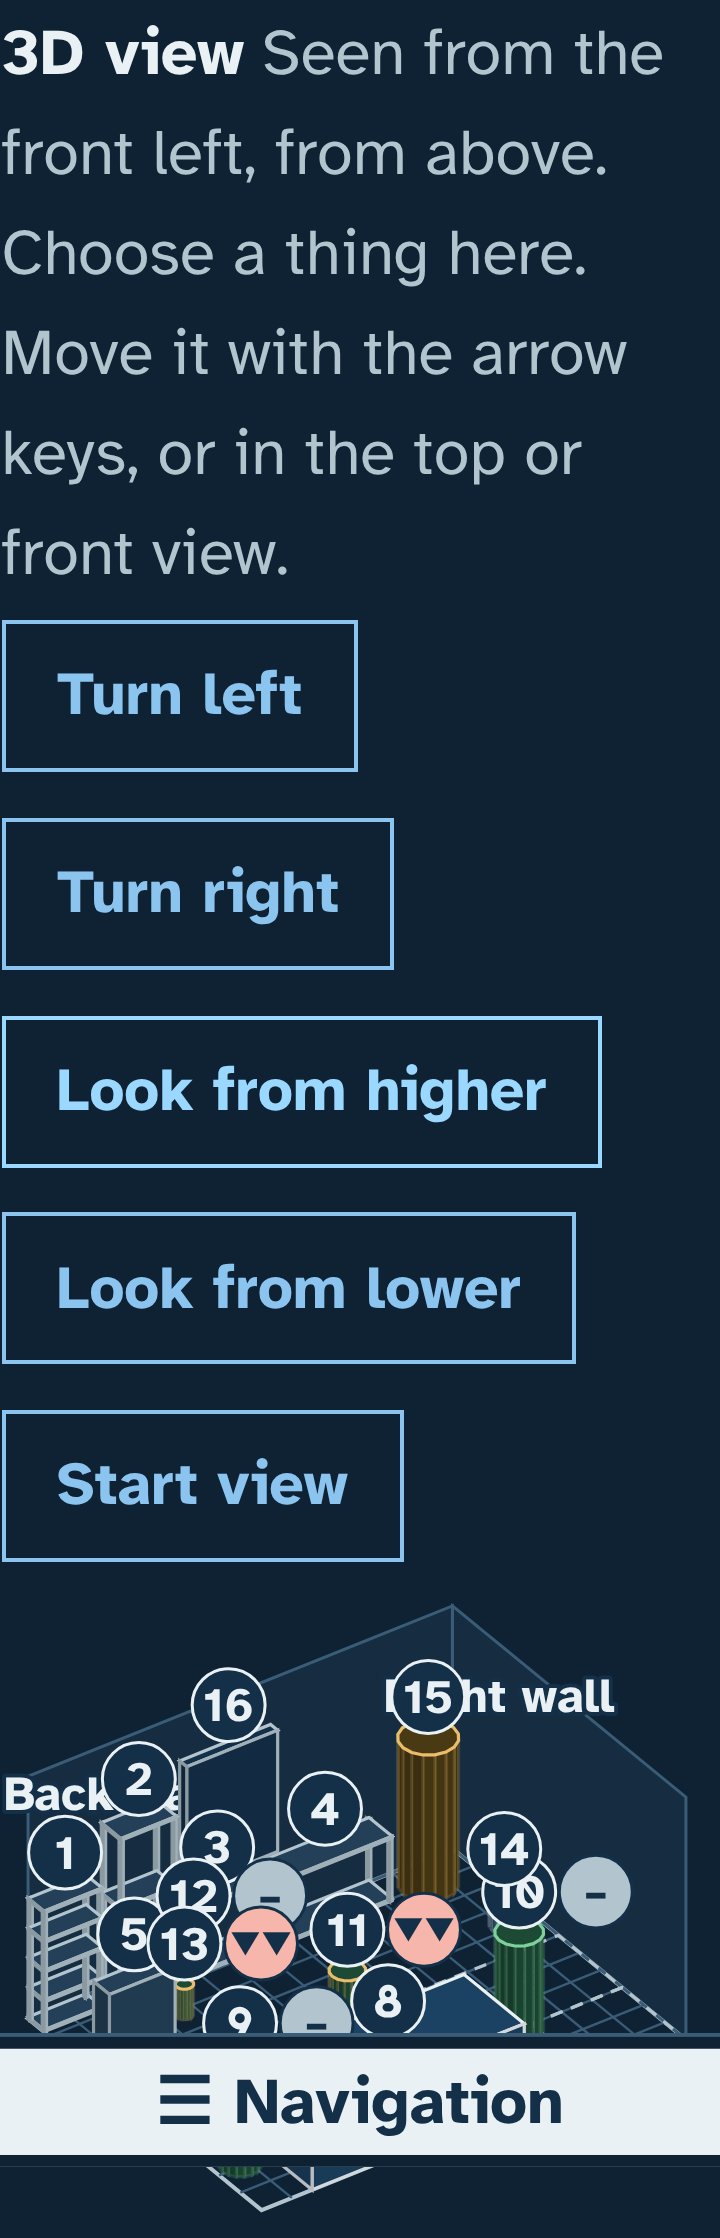 3D view Seen from the
front left, from above.
Choose a thing here.
Move it with the arrow
keys, or in the top or
front view.
Turn left
Turn right
Look from higher
Look from lower
Start view
16
15
ht wall
2
Back
4
1
3
14
12
–
10
–
5
13
11
8
9
–
☰ Navigation